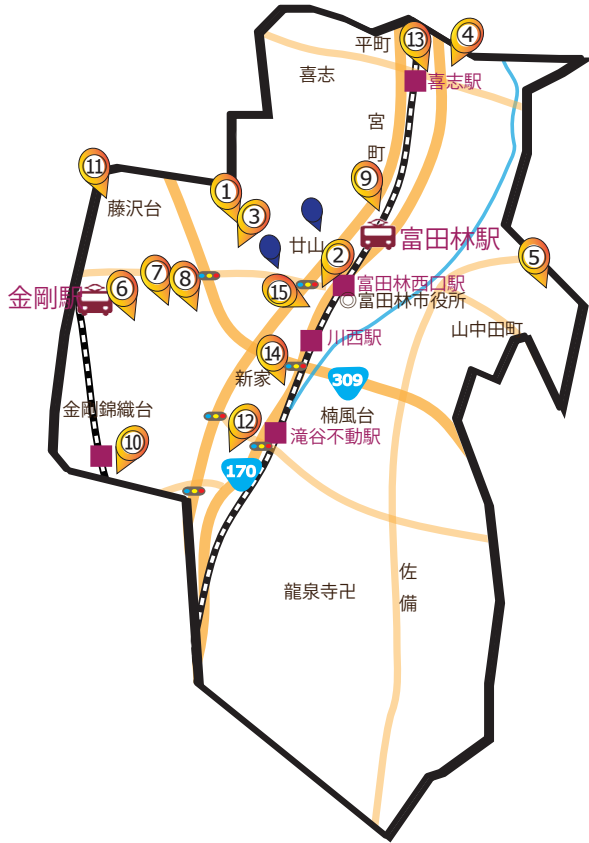 ⑬
④
平町
喜志
喜志駅
宮
町
⑪
①
⑨
藤沢台
③
廿山
富田林駅
②
⑤
⑦
⑧
⑥
金剛駅
⑮
富田林西口駅
◎富田林市役所
山中田町
川西駅
⑭
新家
309
金剛錦織台
楠風台
⑫
滝谷不動駅
⑩
170
龍泉寺卍
佐
備